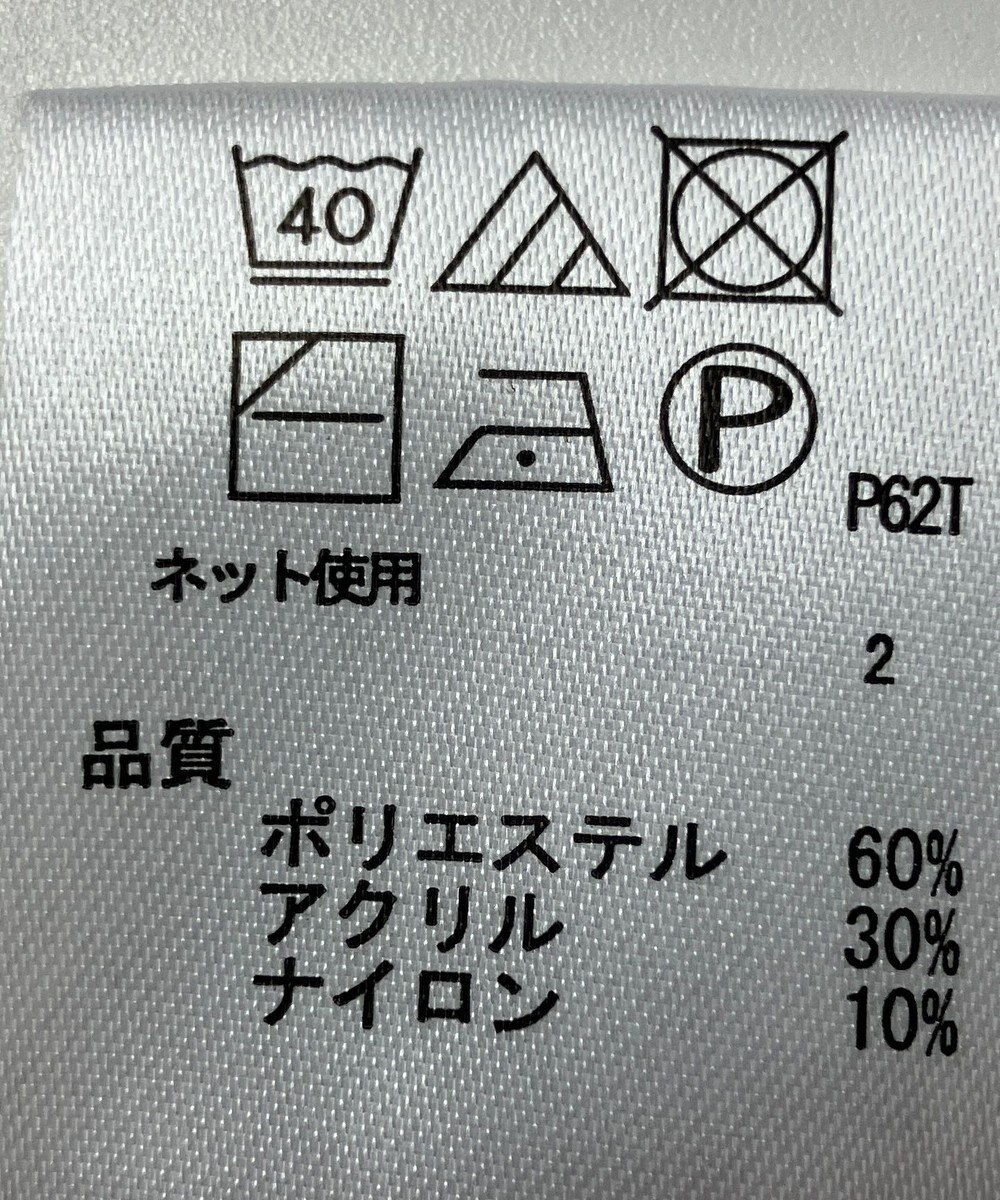 40
P
P62T
ネット使用
2
品質
ポリエステル 60%
アクリル 30%
ナイロン 10%